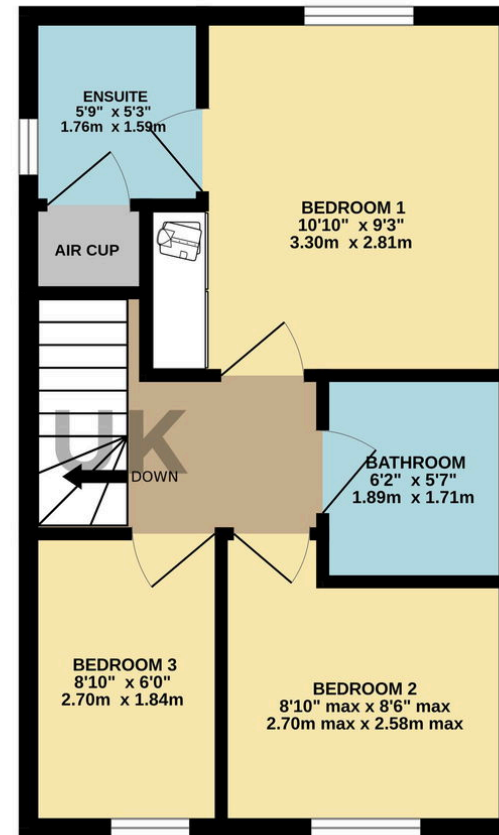 ENSUITE
5'9" x 5'3"
1.76m x 1.59m
BEDROOM 1
10'10" x 9'3"
3.30m x 2.81m
AIR CUP
UK
DOWN
BATHROOM
6'2" x 5'7"
1.89m x 1.71m
BEDROOM 3
8'10" x 6'0"
2.70m x 1.84m
BEDROOM 2
8'10" max x 8'6" max
2.70m max x 2.58m max